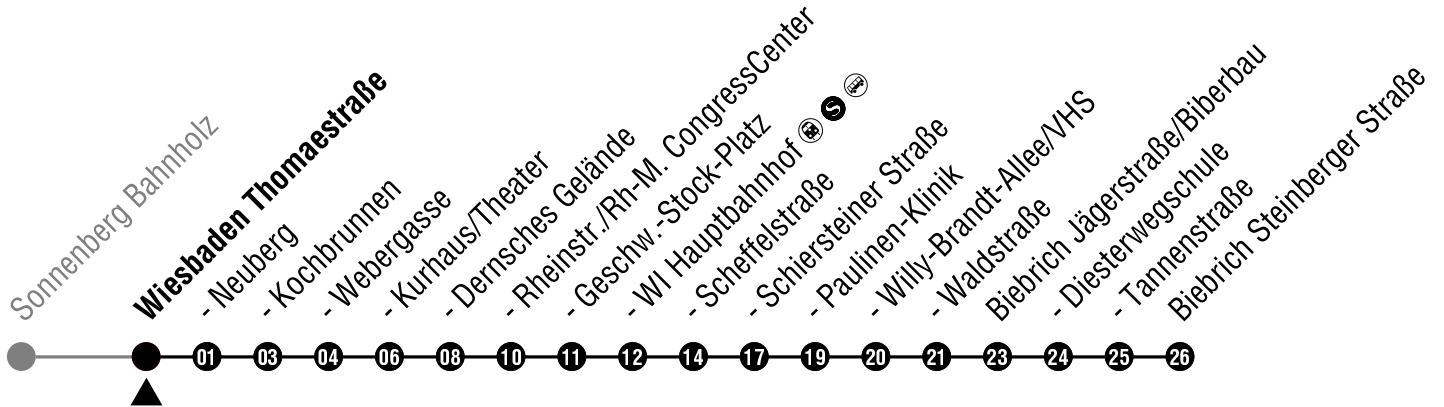 Sonnenberg Bahnholz
Wiesbaden Thomaestraße
- Neuberg
- Kochbrunnen
- Webergasse
- Kurhaus/Theater
- Dernsches Gelände
- Rheinstr./Rh-M. CongressCenter
- Geschw.-Stock-Platz
- WI Hauptbahnhof S
- Scheffelstraße
- Schiersteiner Straße
- Paulinen-Klinik
- Willy-Brandt-Allee/VHS
- Waldstraße
Biebrich Jägerstraße/Biberbau
- Diesterwegschule
- Tannenstraße
Biebrich Steinberger Straße
01 03 04 06 08 10 11 12 14 17 19 20 21 23 24 25 26